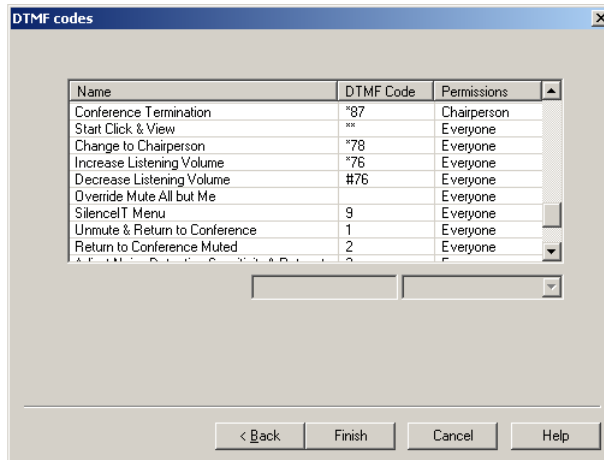 DTMF codes
Name DTMF Code Permissions
Conference Termination *87 Chairperson
Start Click & View ** Everyone
Change to Chairperson *78 Everyone
Increase Listening Volume *76 Everyone
Decrease Listening Volume #76 Everyone
Override Mute All but Me Everyone
SilenceIT Menu 9 Everyone
Unmute & Return to Conference 1 Everyone
Return to Conference Muted 2 Everyone
< Back Finish Cancel Help